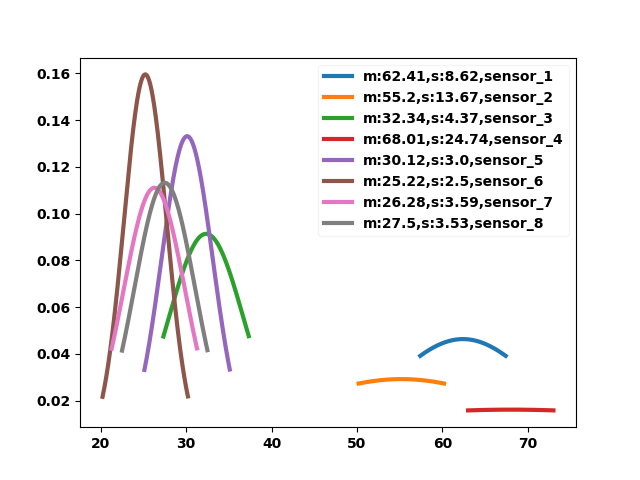 0.16
0.14
0.12
0.10
0.08
0.06
0.04
0.02
20 30 40 50 60 70
m:62.41,s:8.62,sensor_1
m:55.2,s:13.67,sensor_2
m:32.34,s:4.37,sensor_3
m:68.01,s:24.74,sensor_4
m:30.12,s:3.0,sensor_5
m:25.22,s:2.5,sensor_6
m:26.28,s:3.59,sensor_7
m:27.5,s:3.53,sensor_8